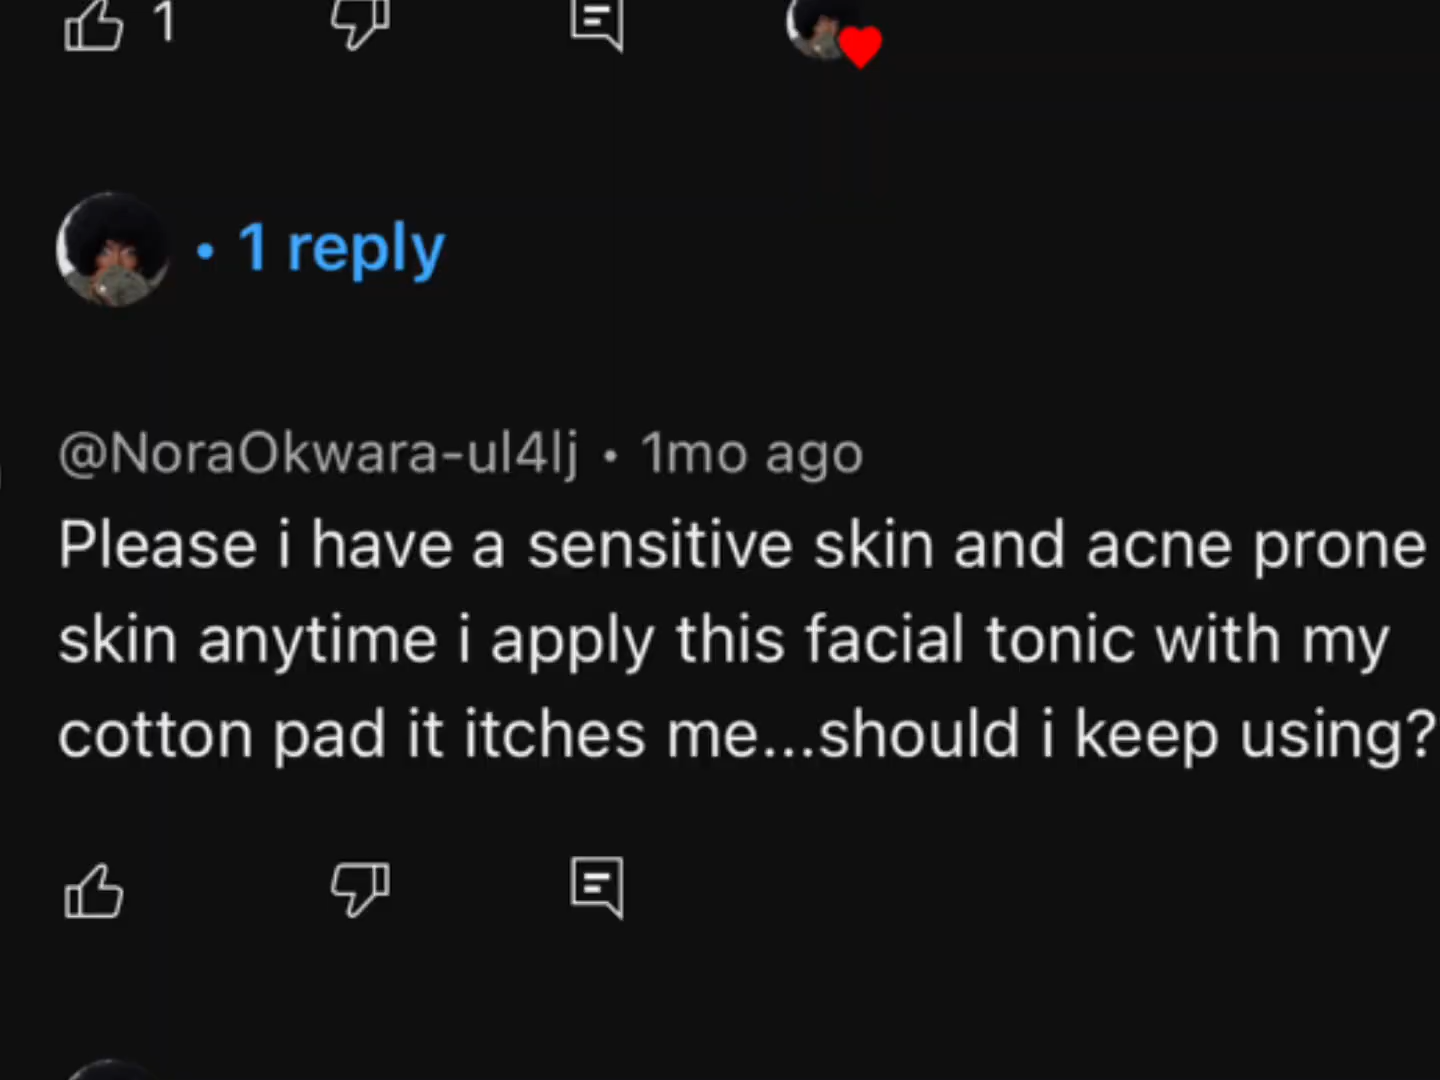 1
• 1 reply
@NoraOkwara-ul4lj • 1mo ago
Please i have a sensitive skin and acne prone
skin anytime i apply this facial tonic with my
cotton pad it itches me...should i keep using?